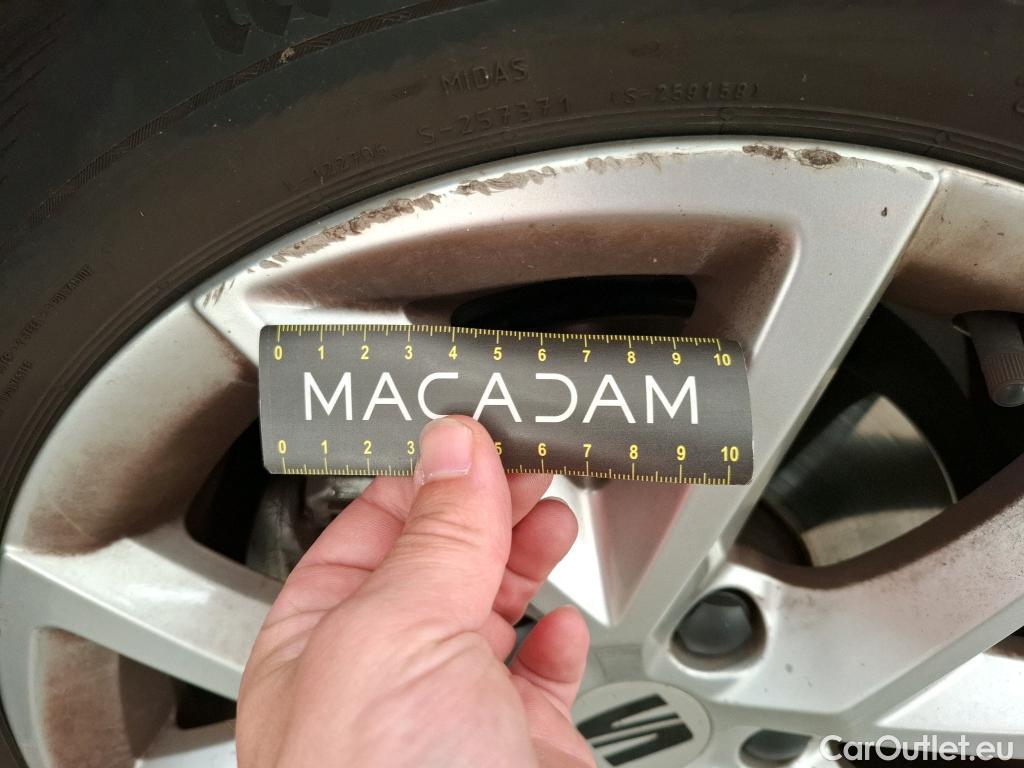 MIDAS
S-257371 (S-259159)
L-122706
0 1 2 3 4 5 6 7 8 9 10
MACADAM
0 1 2 3 5 6 7 8 9 10
CarOutlet.eu